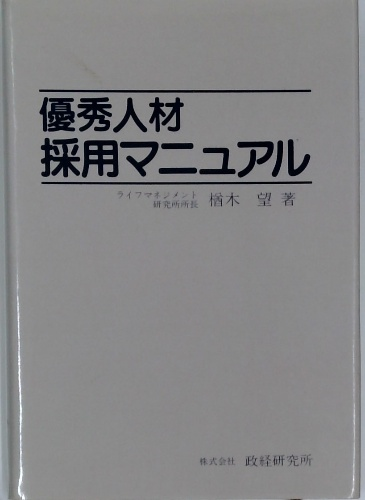 優秀人材
採用マニュアル
ライフマネジメント
研究所所長 楢木 望 著
株式会社 政経研究所